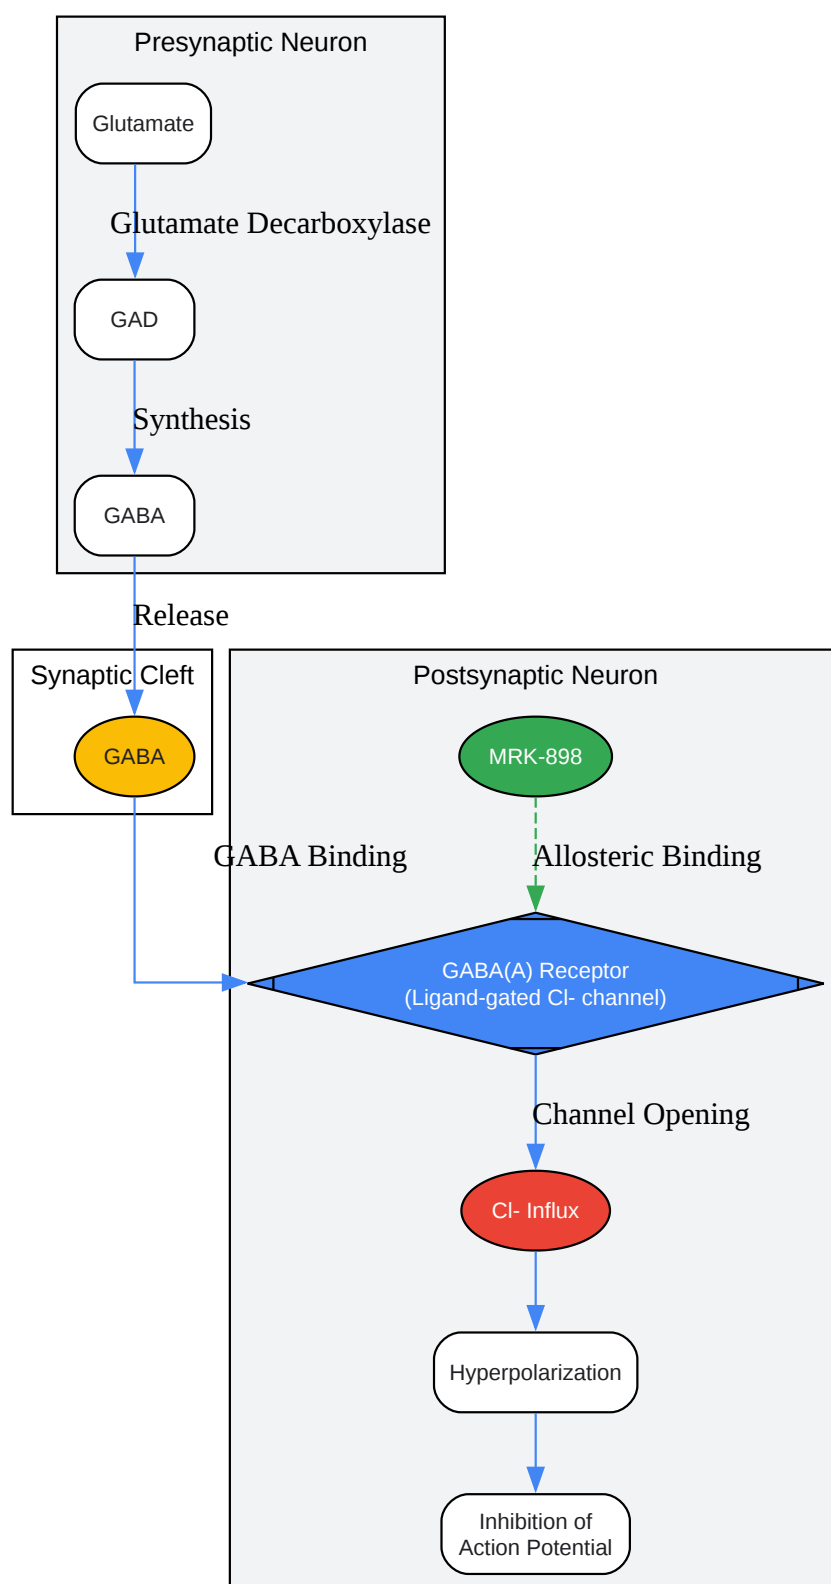 Presynaptic Neuron
Glutamate
Glutamate Decarboxylase
GAD
Synthesis
GABA
Release
Synaptic Cleft
GABA
Postsynaptic Neuron
MRK-898
GABA Binding
Allosteric Binding
GABA(A) Receptor
(Ligand-gated Cl- channel)
Channel Opening
Cl- Influx
Hyperpolarization
Inhibition of
Action Potential